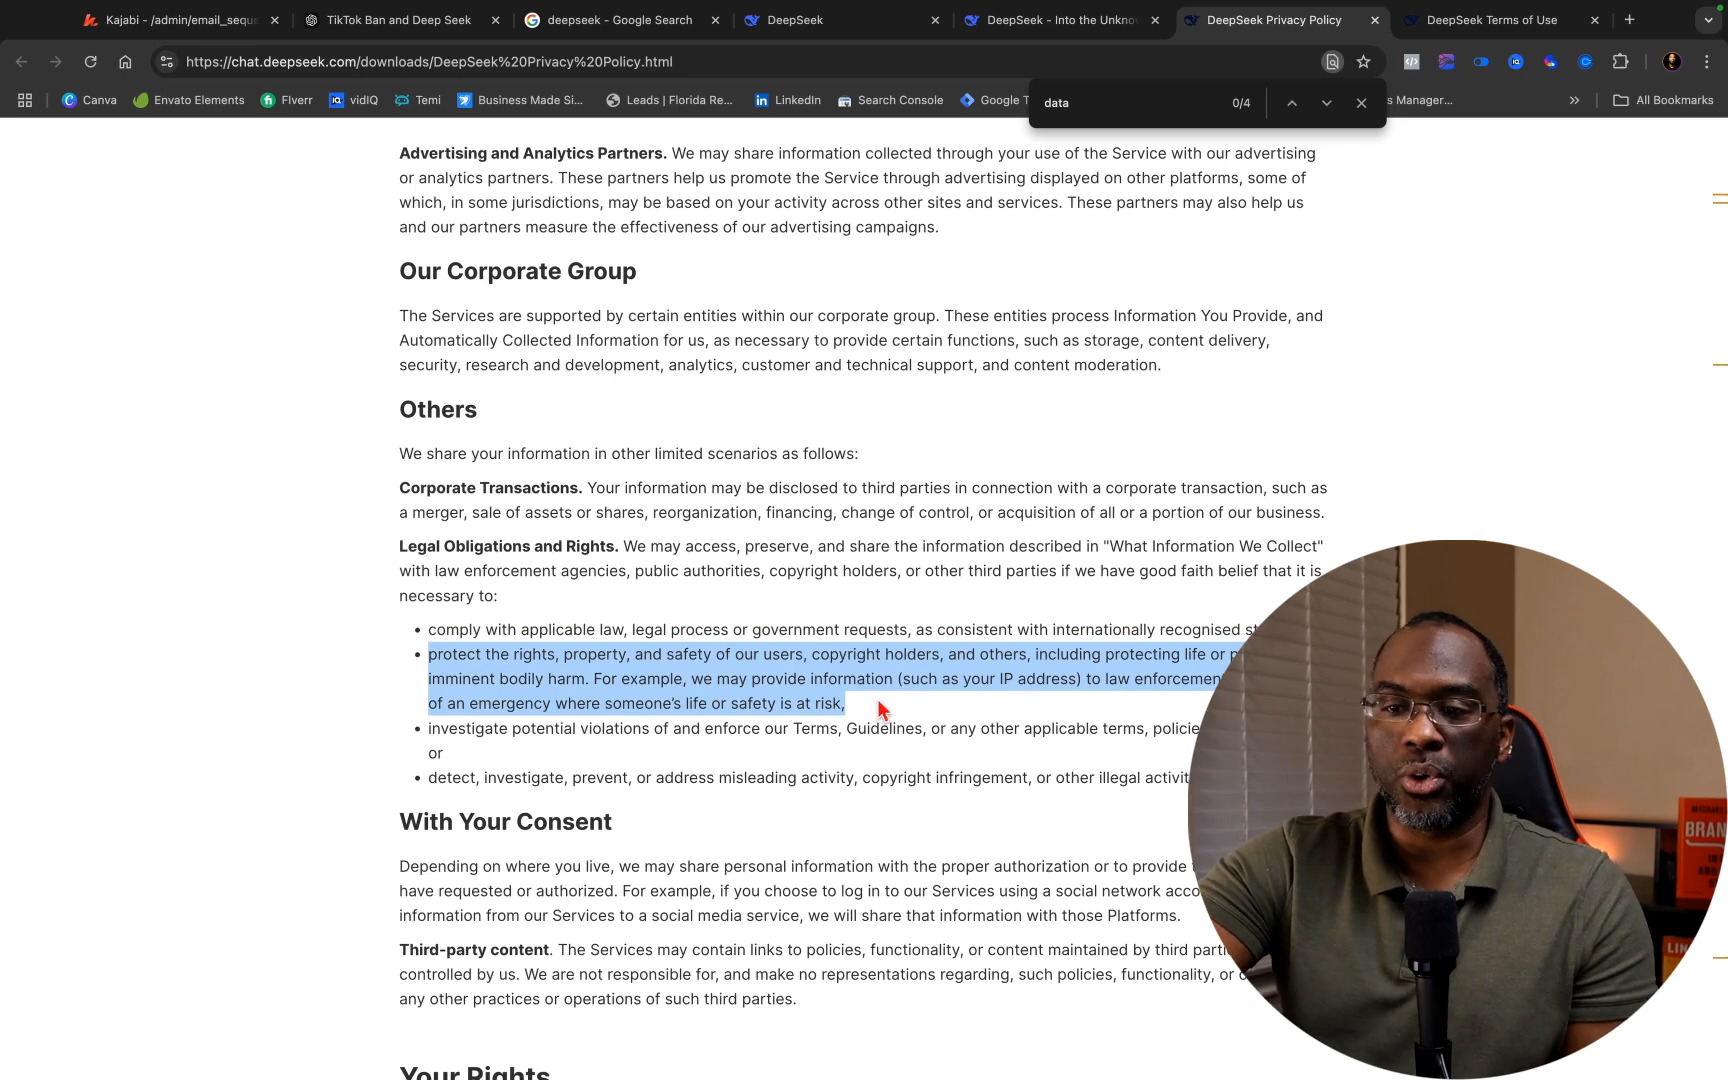 Kajabi - /admin/email_seque
TikTok Ban and Deep Seek
deepseek - Google Search
DeepSeek
DeepSeek - Into the Unkno
DeepSeek Privacy Policy
DeepSeek Terms of Use
https://chat.deepseek.com/downloads/DeepSeek%20Privacy%20Policy.html
Canva
Envato Elements
Fiverr
vidIQ
Temi
Business Made Si...
Leads | Florida Re...
LinkedIn
Search Console
Google T
s Manager...
All Bookmarks
data 0/4
Advertising and Analytics Partners. We may share information collected through your use of the Service with our advertising
or analytics partners. These partners help us promote the Service through advertising displayed on other platforms, some of
which, in some jurisdictions, may be based on your activity across other sites and services. These partners may also help us
and our partners measure the effectiveness of our advertising campaigns.
Our Corporate Group
The Services are supported by certain entities within our corporate group. These entities process Information You Provide, and
Automatically Collected Information for us, as necessary to provide certain functions, such as storage, content delivery,
security, research and development, analytics, customer and technical support, and content moderation.
Others
We share your information in other limited scenarios as follows:
Corporate Transactions. Your information may be disclosed to third parties in connection with a corporate transaction, such as
a merger, sale of assets or shares, reorganization, financing, change of control, or acquisition of all or a portion of our business.
Legal Obligations and Rights. We may access, preserve, and share the information described in "What Information We Collect"
with law enforcement agencies, public authorities, copyright holders, or other third parties if we have good faith belief that it is
necessary to:
• comply with applicable law, legal process or government requests, as consistent with internationally recognised st
• protect the rights, property, and safety of our users, copyright holders, and others, including protecting life or p
imminent bodily harm. For example, we may provide information (such as your IP address) to law enforcemen
of an emergency where someone's life or safety is at risk,
• investigate potential violations of and enforce our Terms, Guidelines, or any other applicable terms, policie
or
• detect, investigate, prevent, or address misleading activity, copyright infringement, or other illegal activit
With Your Consent
Depending on where you live, we may share personal information with the proper authorization or to provide t
have requested or authorized. For example, if you choose to log in to our Services using a social network acco
information from our Services to a social media service, we will share that information with those Platforms.
Third-party content. The Services may contain links to policies, functionality, or content maintained by third parti
controlled by us. We are not responsible for, and make no representations regarding, such policies, functionality, or c
any other practices or operations of such third parties.
Your Rights
BRAN
LIN